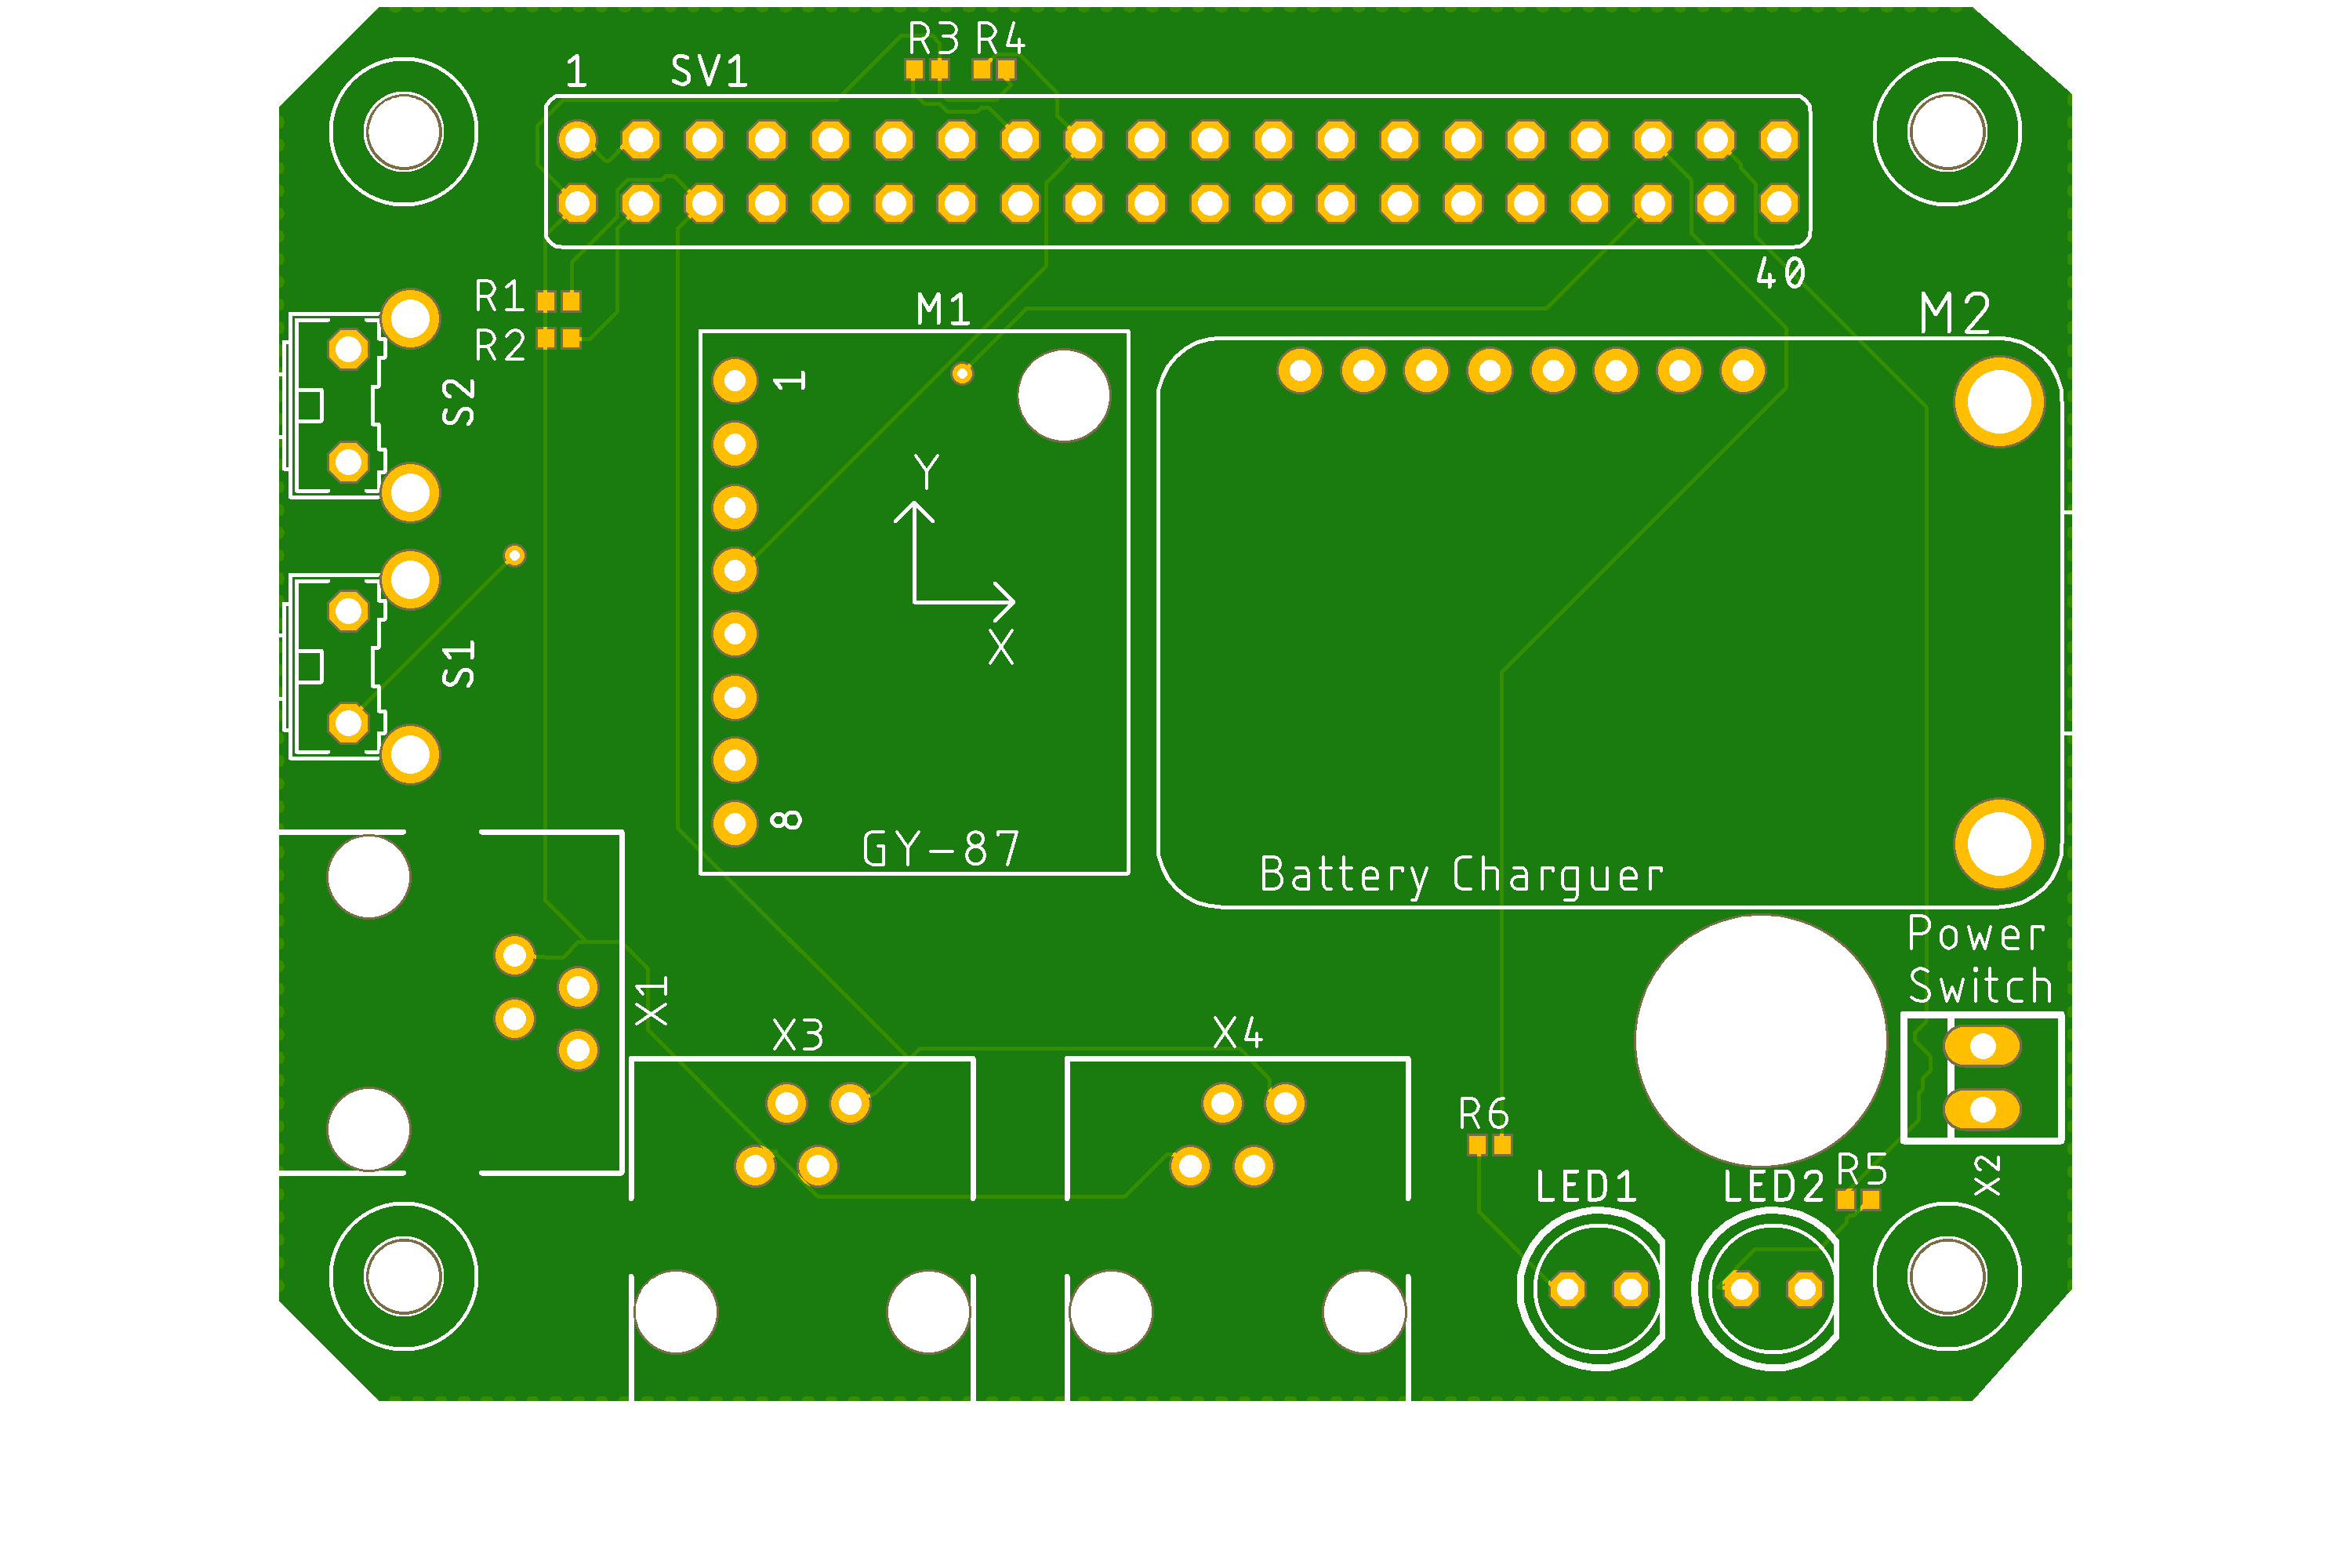 R3 R4
1 SV1
40
R1
M1
M2
R2
1
S2
Y
X
S1
8
GY-87
Battery Charguer
Power
Switch
X1
X3
X4
R6
R5
X2
LED1
LED2